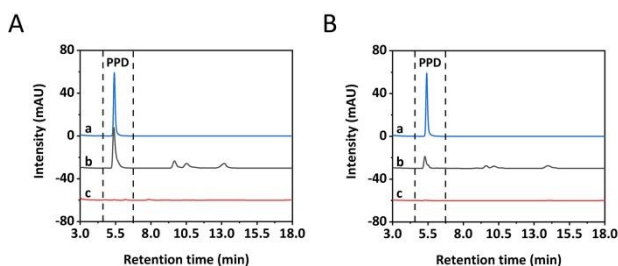 A
80
40
0
-40
-80
Intensity (mAU)
PPD
a
b
c
3.0 5.5 8.0 10.5 13.0 15.5 18.0
Retention time (min)
B
80
40
0
-40
-80
Intensity (mAU)
PPD
a
b
c
3.0 5.5 8.0 10.5 13.0 15.5 18.0
Retention time (min)